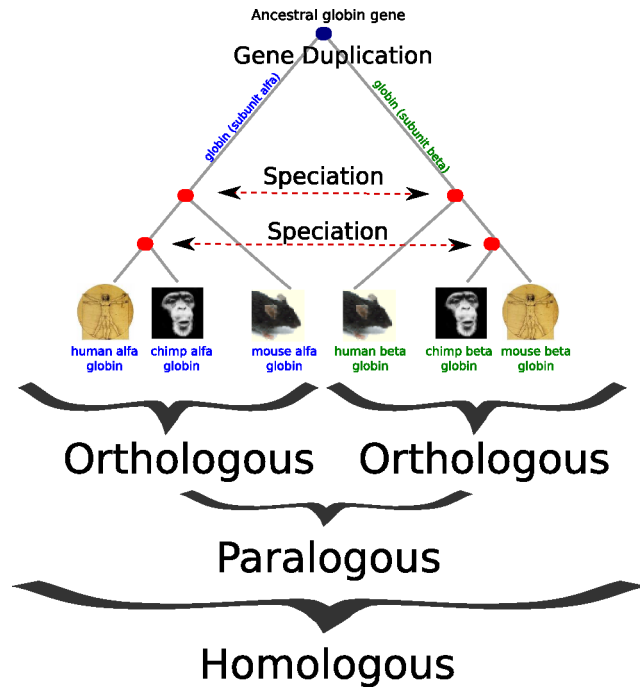 Ancestral globin gene
Gene Duplication
globin (subunit alfa)
globin (subunit beta)
Speciation
Speciation
human alfa
globin
chimp alfa
globin
mouse alfa
globin
human beta
globin
chimp beta
globin
mouse beta
globin
Orthologous
Orthologous
Paralogous
Homologous